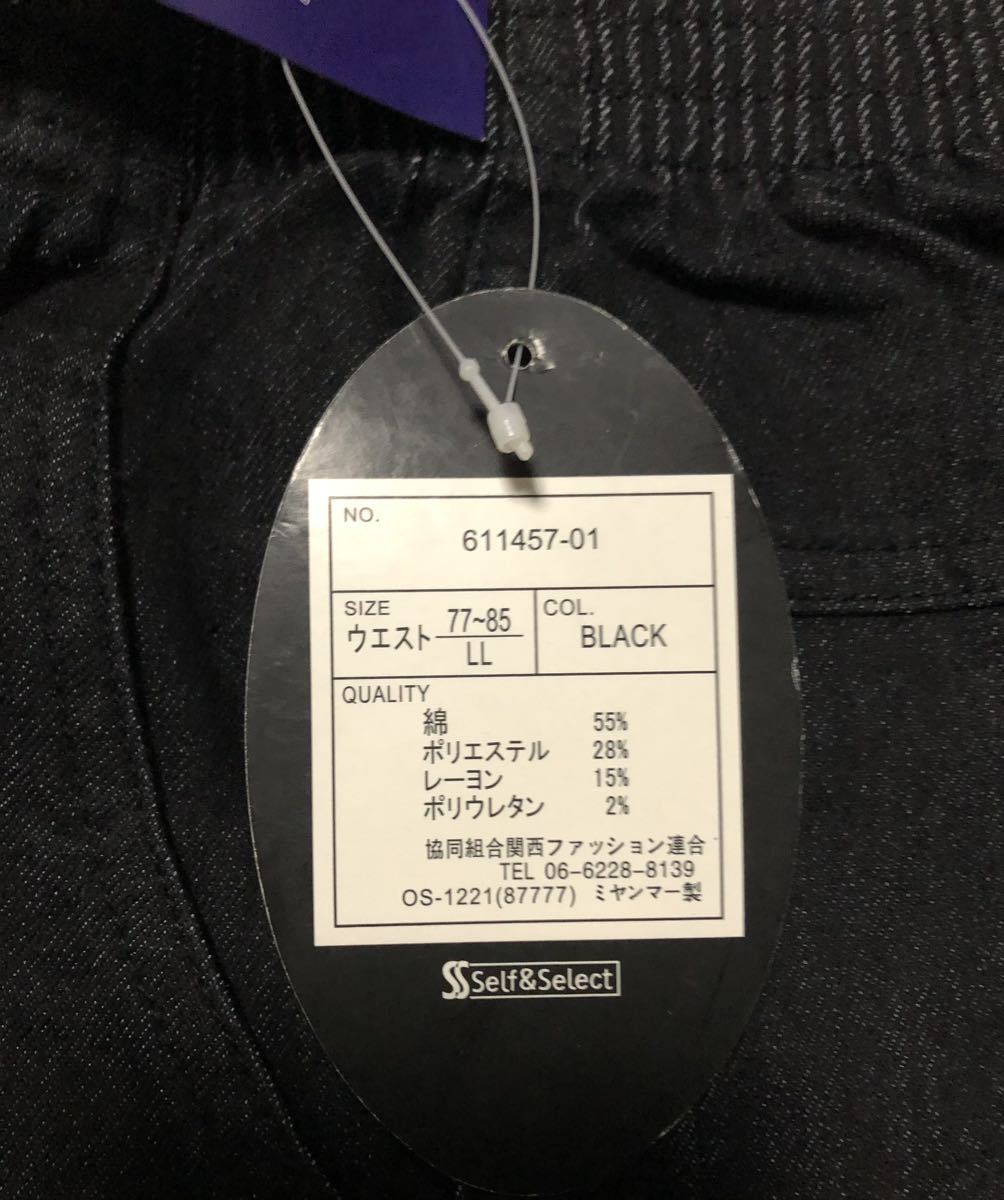 NO.
611457-01
SIZE
ウエスト 77~85
LL
COL.
BLACK
QUALITY
綿 55%
ポリエステル 28%
レーヨン 15%
ポリウレタン 2%
協同組合関西ファッション連合
TEL 06-6228-8139
OS-1221(87777) ミヤンマー製
SS Self&Select